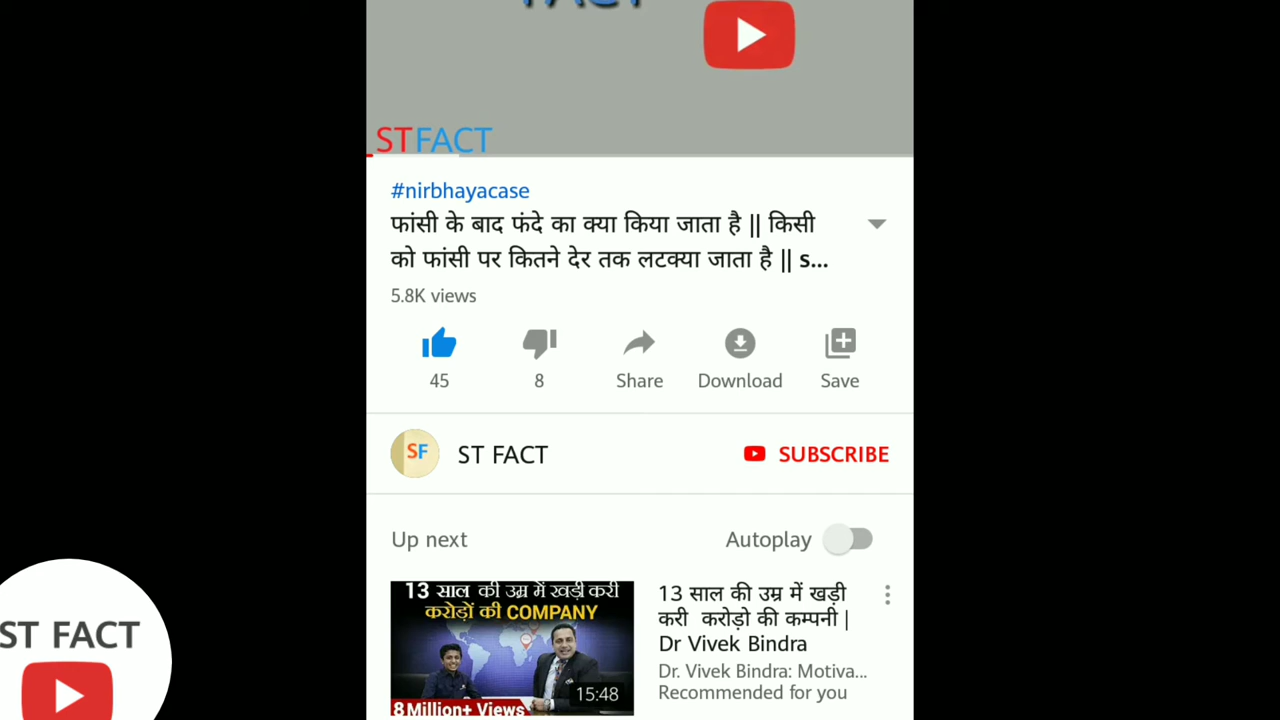 FACT
STFACT
#nirbhayacase
फांसी के बाद फंदे का क्या किया जाता है || किसी
को फांसी पर कितने देर तक लटक्या जाता है || s...
5.8K views
45
8
Share
Download
Save
SF
ST FACT
SUBSCRIBE
Up next
Autoplay
13 साल की उम्र में खड़ी करी
करोड़ों की COMPANY
15:48
8 Million+ Views
13 साल की उम्र में खड़ी
करी करोड़ो की कम्पनी |
Dr Vivek Bindra
Dr. Vivek Bindra: Motiva...
Recommended for you
ST FACT